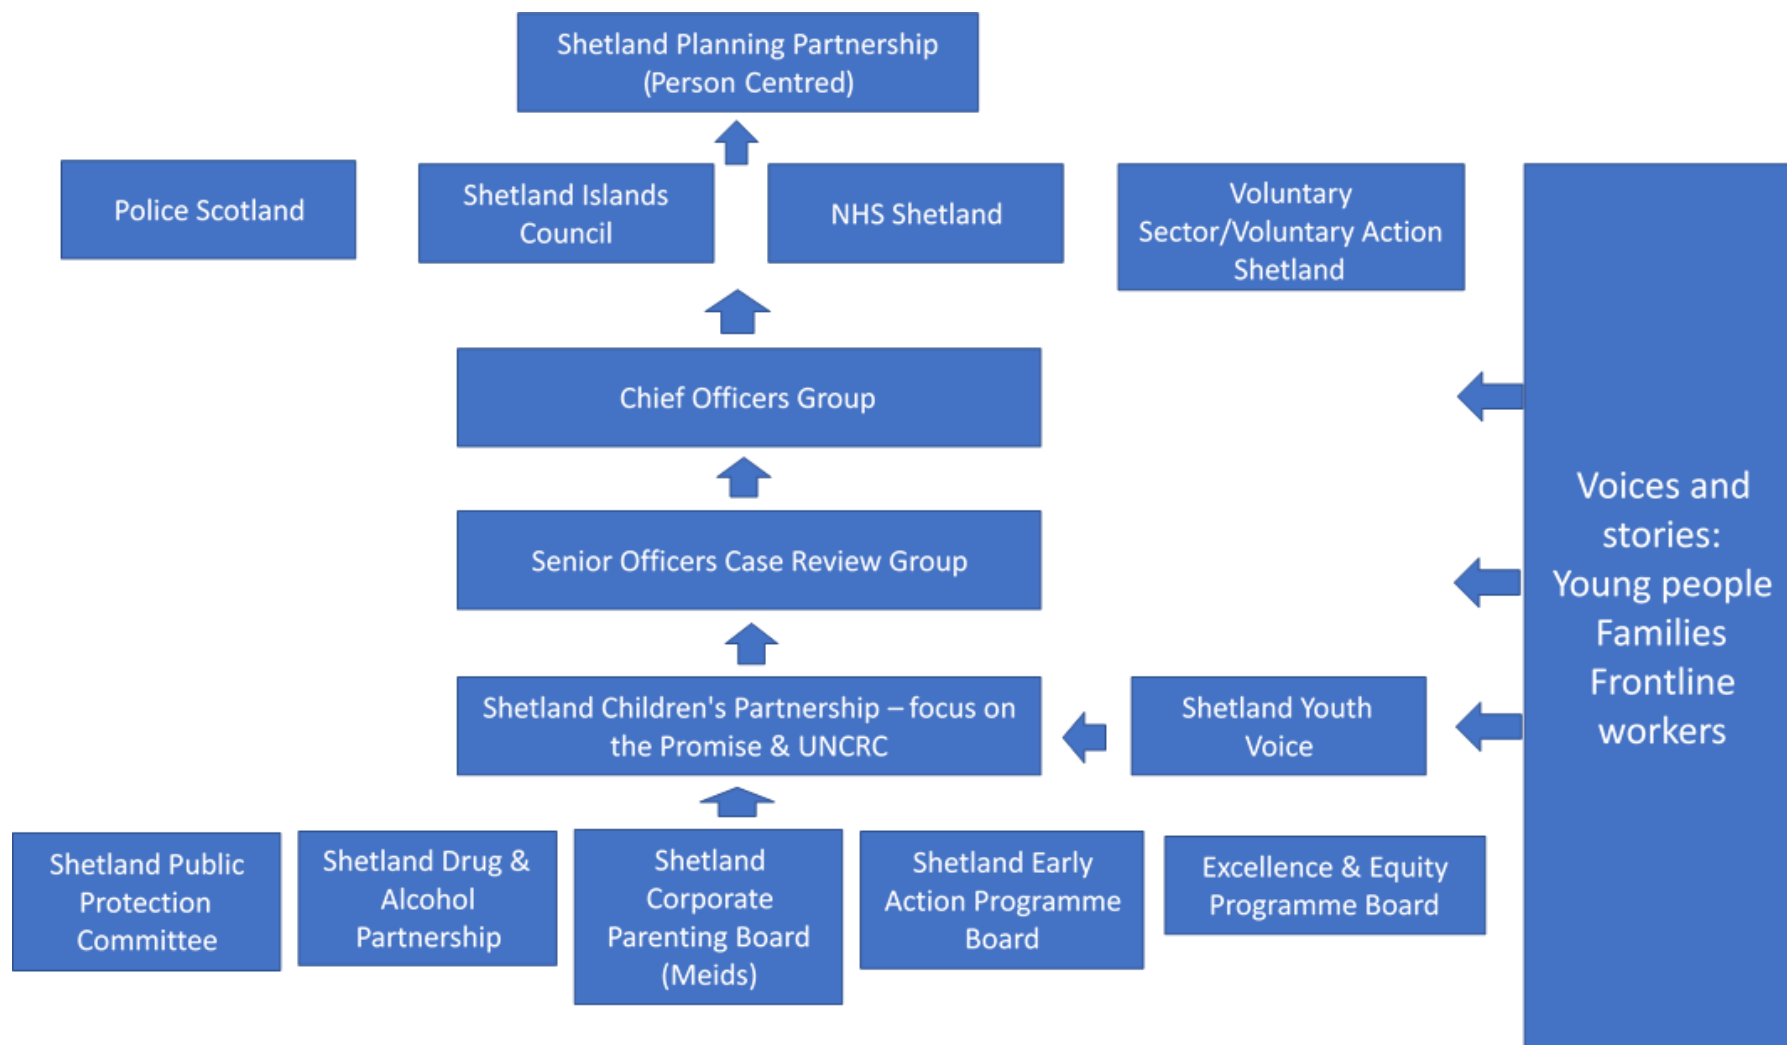 Shetland Planning Partnership
(Person Centred)
Police Scotland
Shetland Islands
Council
NHS Shetland
Voluntary
Sector/Voluntary Action
Shetland
Chief Officers Group
Senior Officers Case Review Group
Shetland Children's Partnership – focus on
the Promise & UNCRC
Shetland Youth
Voice
Voices and
stories:
Young people
Families
Frontline
workers
Shetland Public
Protection
Committee
Shetland Drug &
Alcohol
Partnership
Shetland
Corporate
Parenting Board
(Meids)
Shetland Early
Action Programme
Board
Excellence & Equity
Programme Board